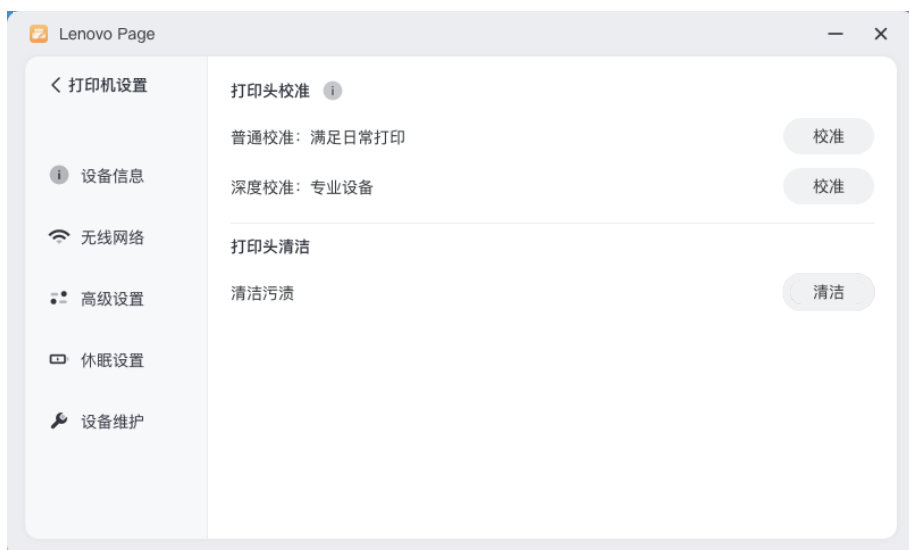 Lenovo Page
打印机设置
设备信息
无线网络
高级设置
休眠设置
设备维护
打印头校准
普通校准：满足日常打印
校准
深度校准：专业设备
校准
打印头清洁
清洁污渍
清洁